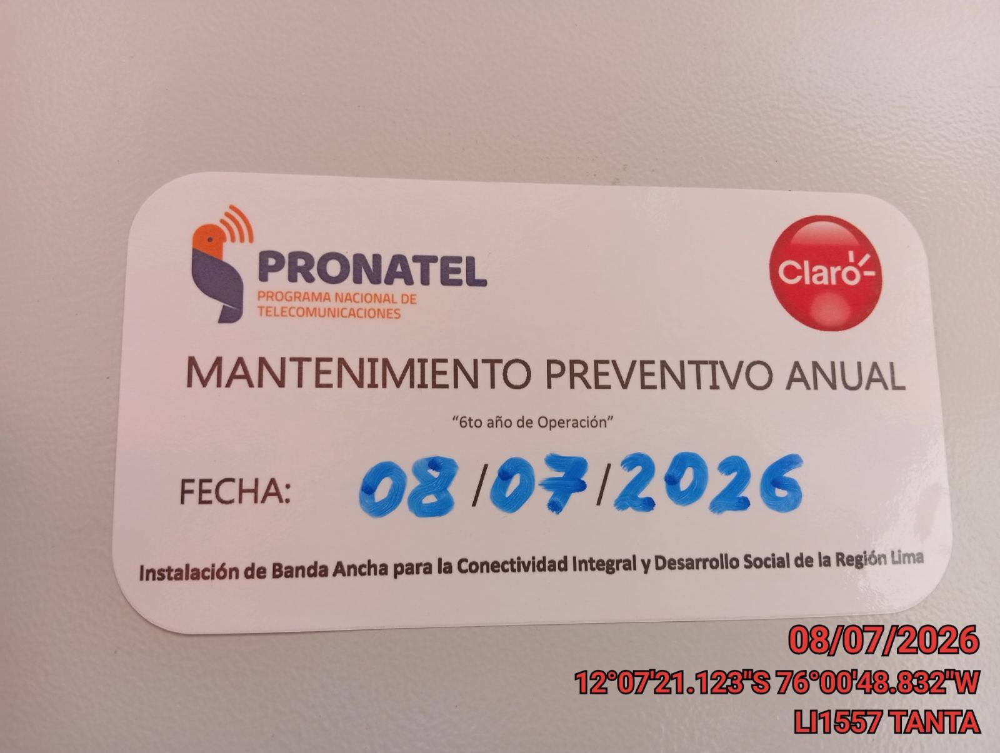 PRONATEL
PROGRAMA NACIONAL DE
TELECOMUNICACIONES
Claro
MANTENIMIENTO PREVENTIVO ANUAL
“6to año de Operación”
FECHA: 08/07/2026
Instalación de Banda Ancha para la Conectividad Integral y Desarrollo Social de la Región Lima
08/07/2026
12°07'21.123"S 76°00'48.832"W
LI1557 TANTA